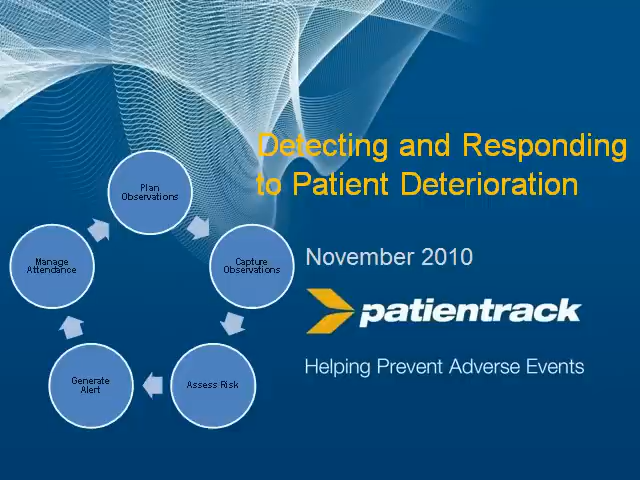 Detecting and Responding
to Patient Deterioration
November 2010
patientrack
Helping Prevent Adverse Events
Plan
Observations
Capture
Observations
Assess Risk
Generate
Alert
Manage
Attendance